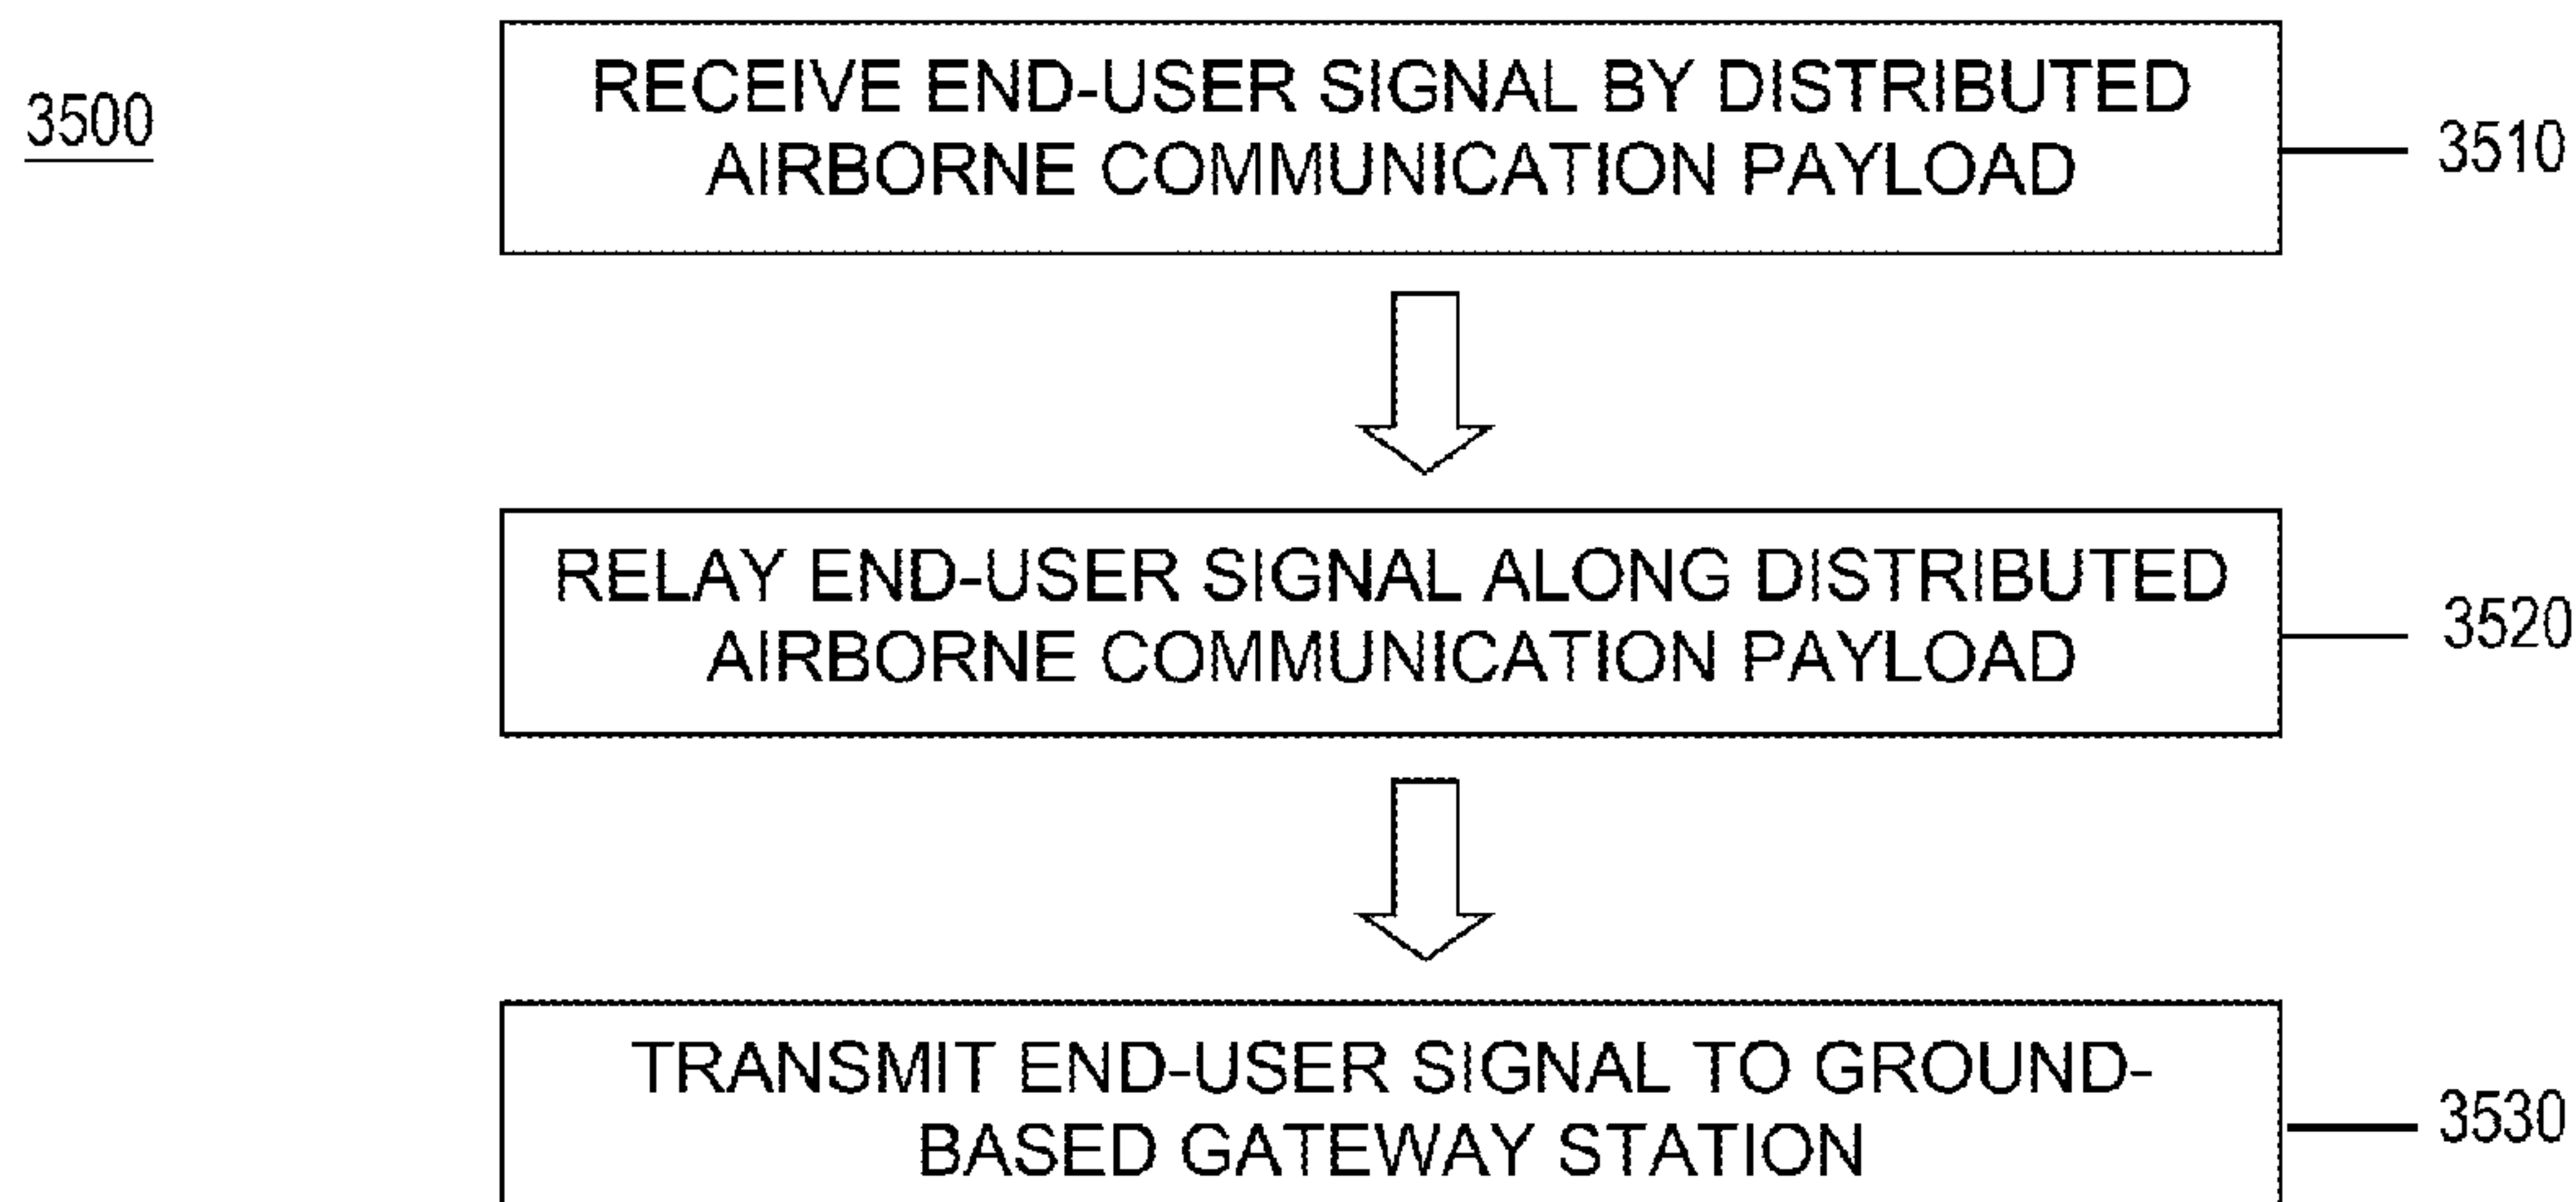 3500
RECEIVE END-USER SIGNAL BY DISTRIBUTED
AIRBORNE COMMUNICATION PAYLOAD
3510
RELAY END-USER SIGNAL ALONG DISTRIBUTED
AIRBORNE COMMUNICATION PAYLOAD
3520
TRANSMIT END-USER SIGNAL TO GROUND-
BASED GATEWAY STATION
3530